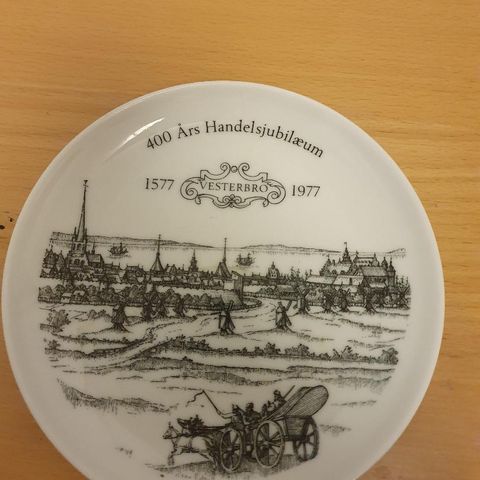 400 Års Handelsjubilæum
1577 VESTERBRO 1977